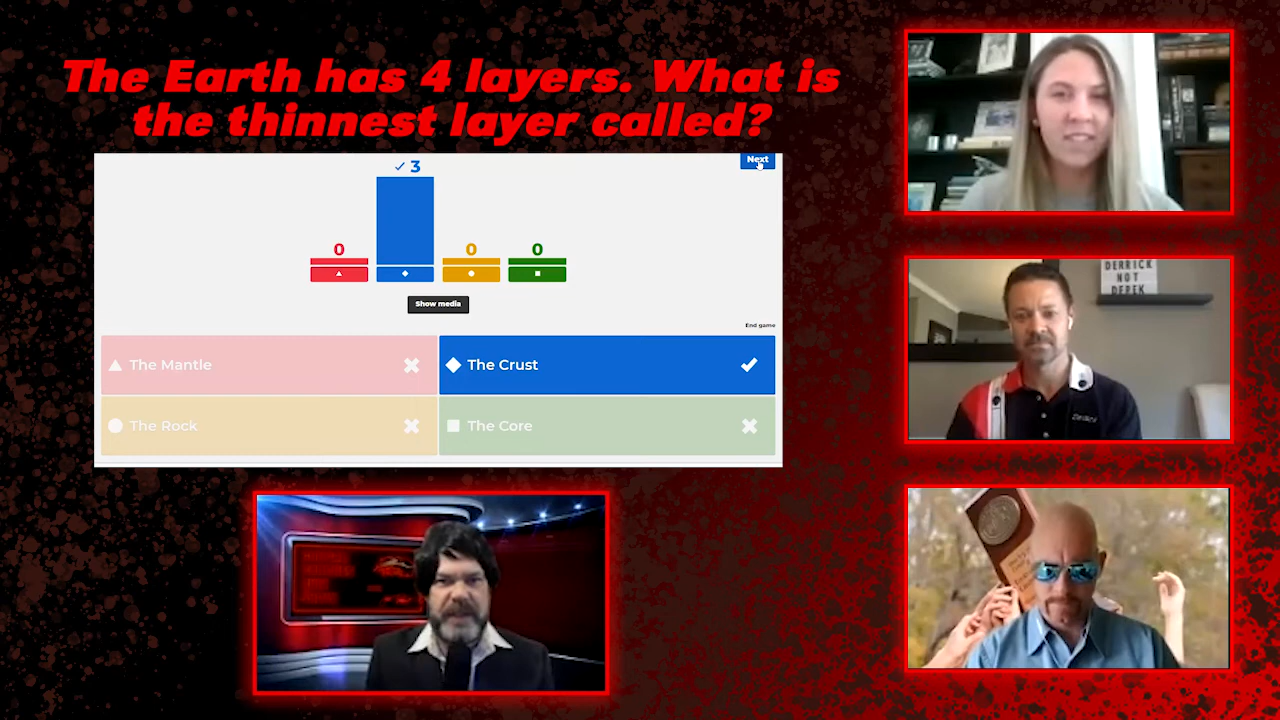 The Earth has 4 layers. What is
the thinnest layer called?
3
Next
0
0
0
Show media
End game
The Mantle
The Crust
The Rock
The Core
DERRICK
NOT
DEREK